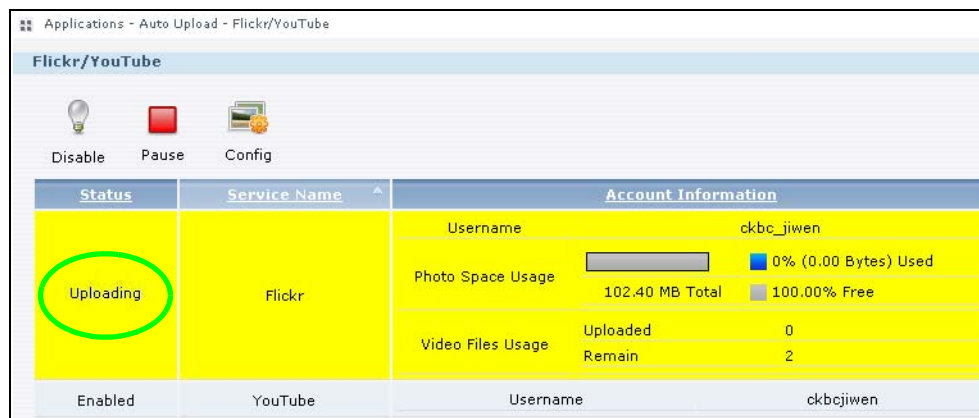 Applications - Auto Upload - Flickr/YouTube
Flickr/YouTube
Disable Pause Config
Status Service Name Account Information
Username ckbc_jiwen
Uploading Flickr Photo Space Usage 0% (0.00 Bytes) Used
102.40 MB Total 100.00% Free
Video Files Usage Uploaded 0
Remain 2
Enabled YouTube Username ckbcjiwen